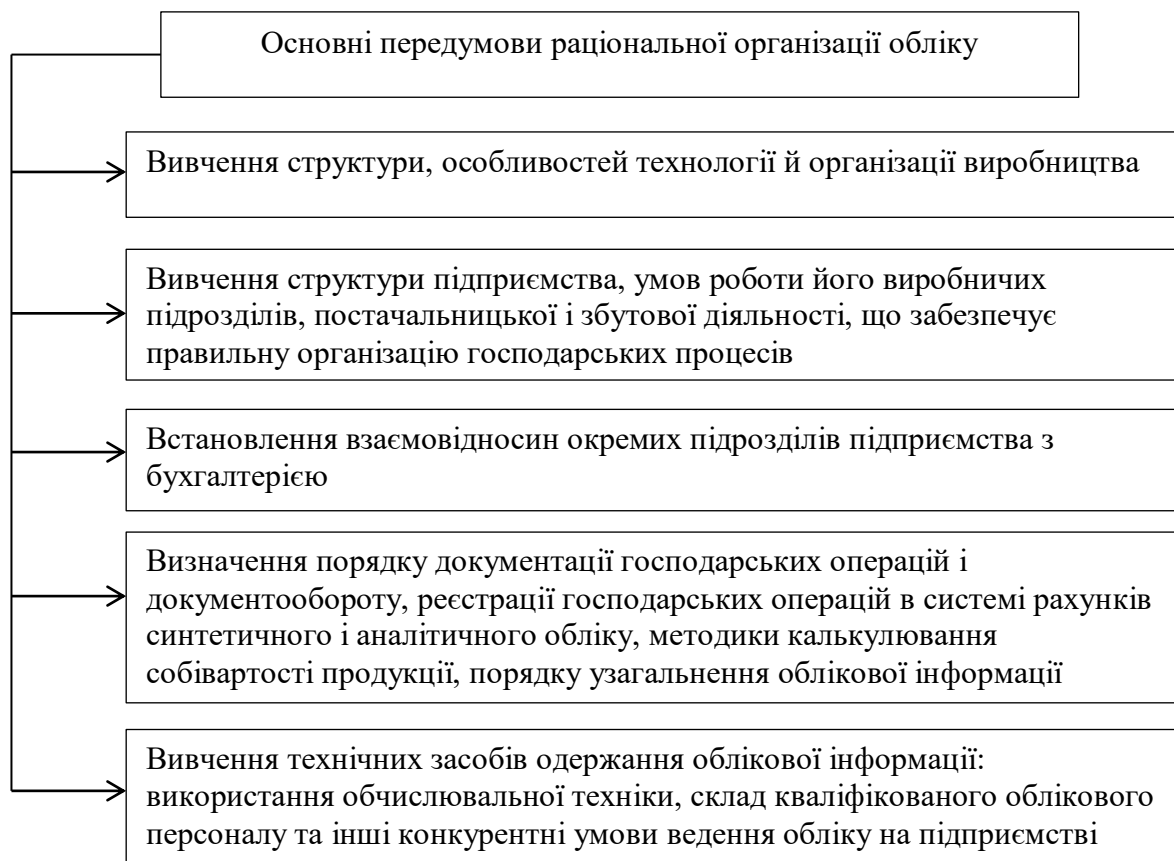 Основні передумови раціональної організації обліку
Вивчення структури, особливостей технології й організації виробництва
Вивчення структури підприємства, умов роботи його виробничих
підрозділів, постачальницької і збутової діяльності, що забезпечує
правильну організацію господарських процесів
Встановлення взаємовідносин окремих підрозділів підприємства з
бухгалтерією
Визначення порядку документації господарських операцій і
документообороту, реєстрації господарських операцій в системі рахунків
синтетичного і аналітичного обліку, методики калькулювання
собівартості продукції, порядку узагальнення облікової інформації
Вивчення технічних засобів одержання облікової інформації:
використання обчислювальної техніки, склад кваліфікованого облікового
персоналу та інші конкурентні умови ведення обліку на підприємстві